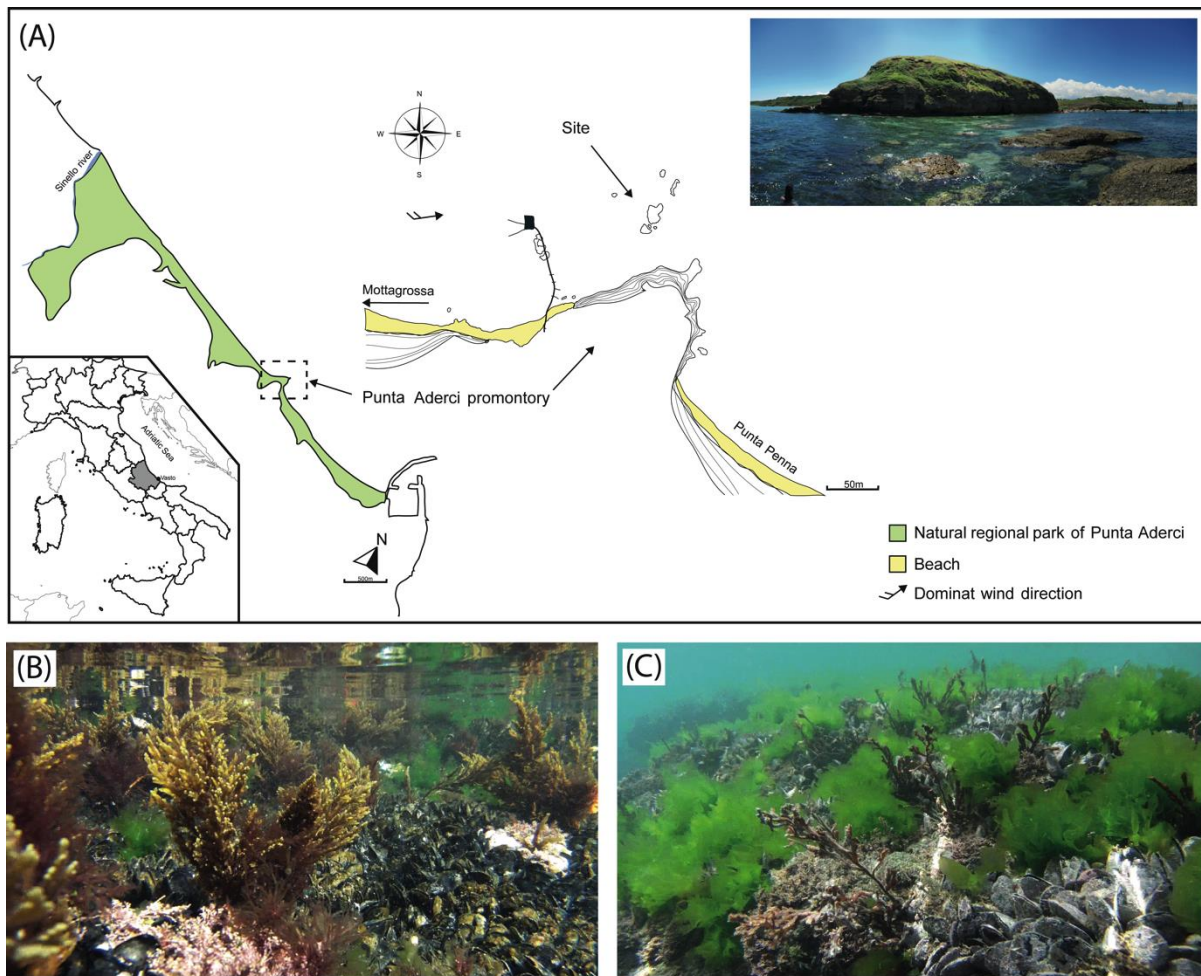 (A)
N
W
E
S
Site
Sinello river
Mottagrossa
Punta Aderci promontory
Adriatic Sea
Vasto
Punta Penna
50m
N
500m
Natural regional park of Punta Aderci
Beach
Dominat wind direction
(B)
(C)